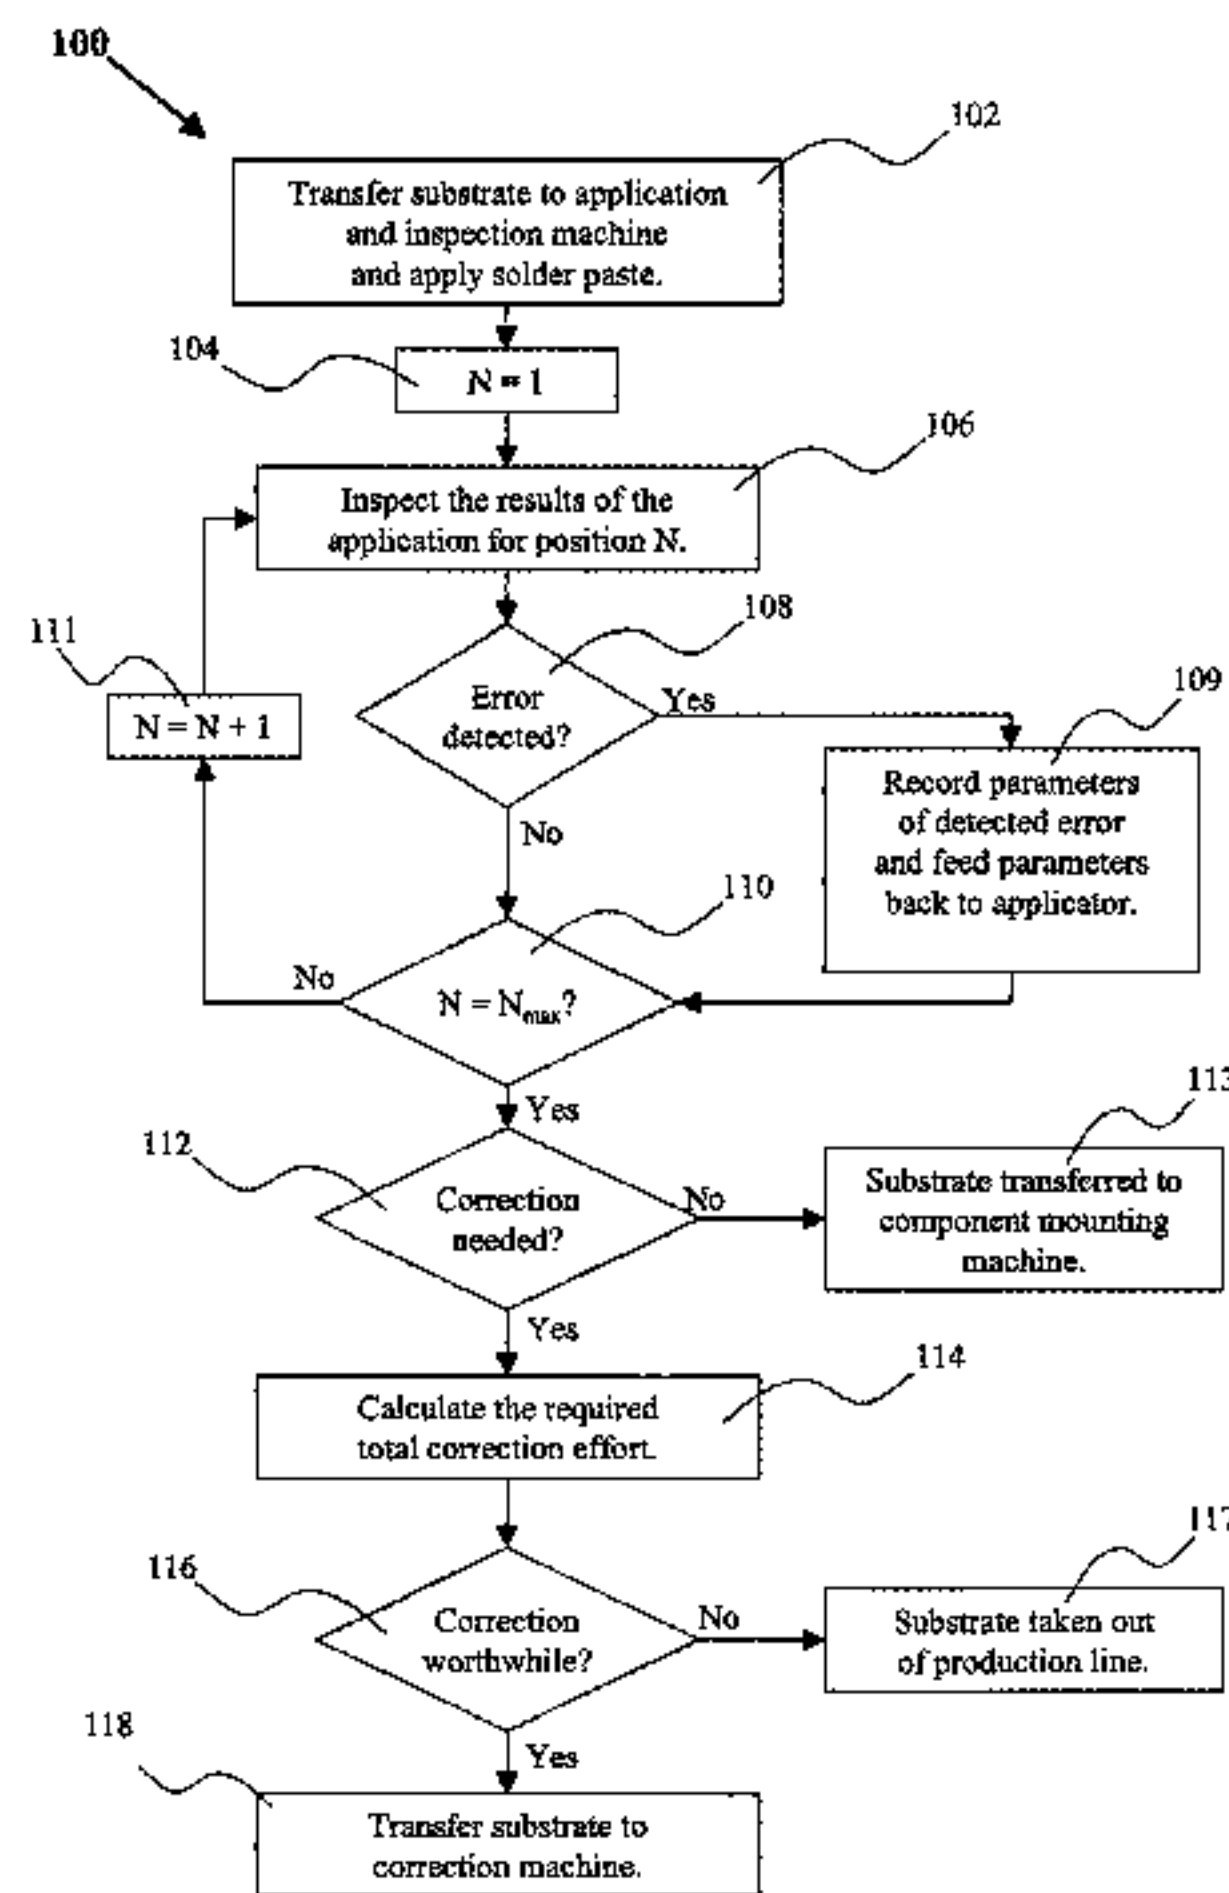 100
102
Transfer substrate to application
and inspection machine
and apply solder paste.
104
N = 1
106
Inspect the results of the
application for position N.
108
111
N = N + 1
Error
detected?
Yes
109
Record parameters
of detected error
and feed parameters
back to applicator.
No
110
No
N = Nmax?
Yes
113
112
Correction
needed?
No
Substrate transferred to
component mounting
machine.
Yes
114
Calculate the required
total correction effort.
117
116
Correction
worthwhile?
No
Substrate taken out
of production line.
118
Yes
Transfer substrate to
correction machine.